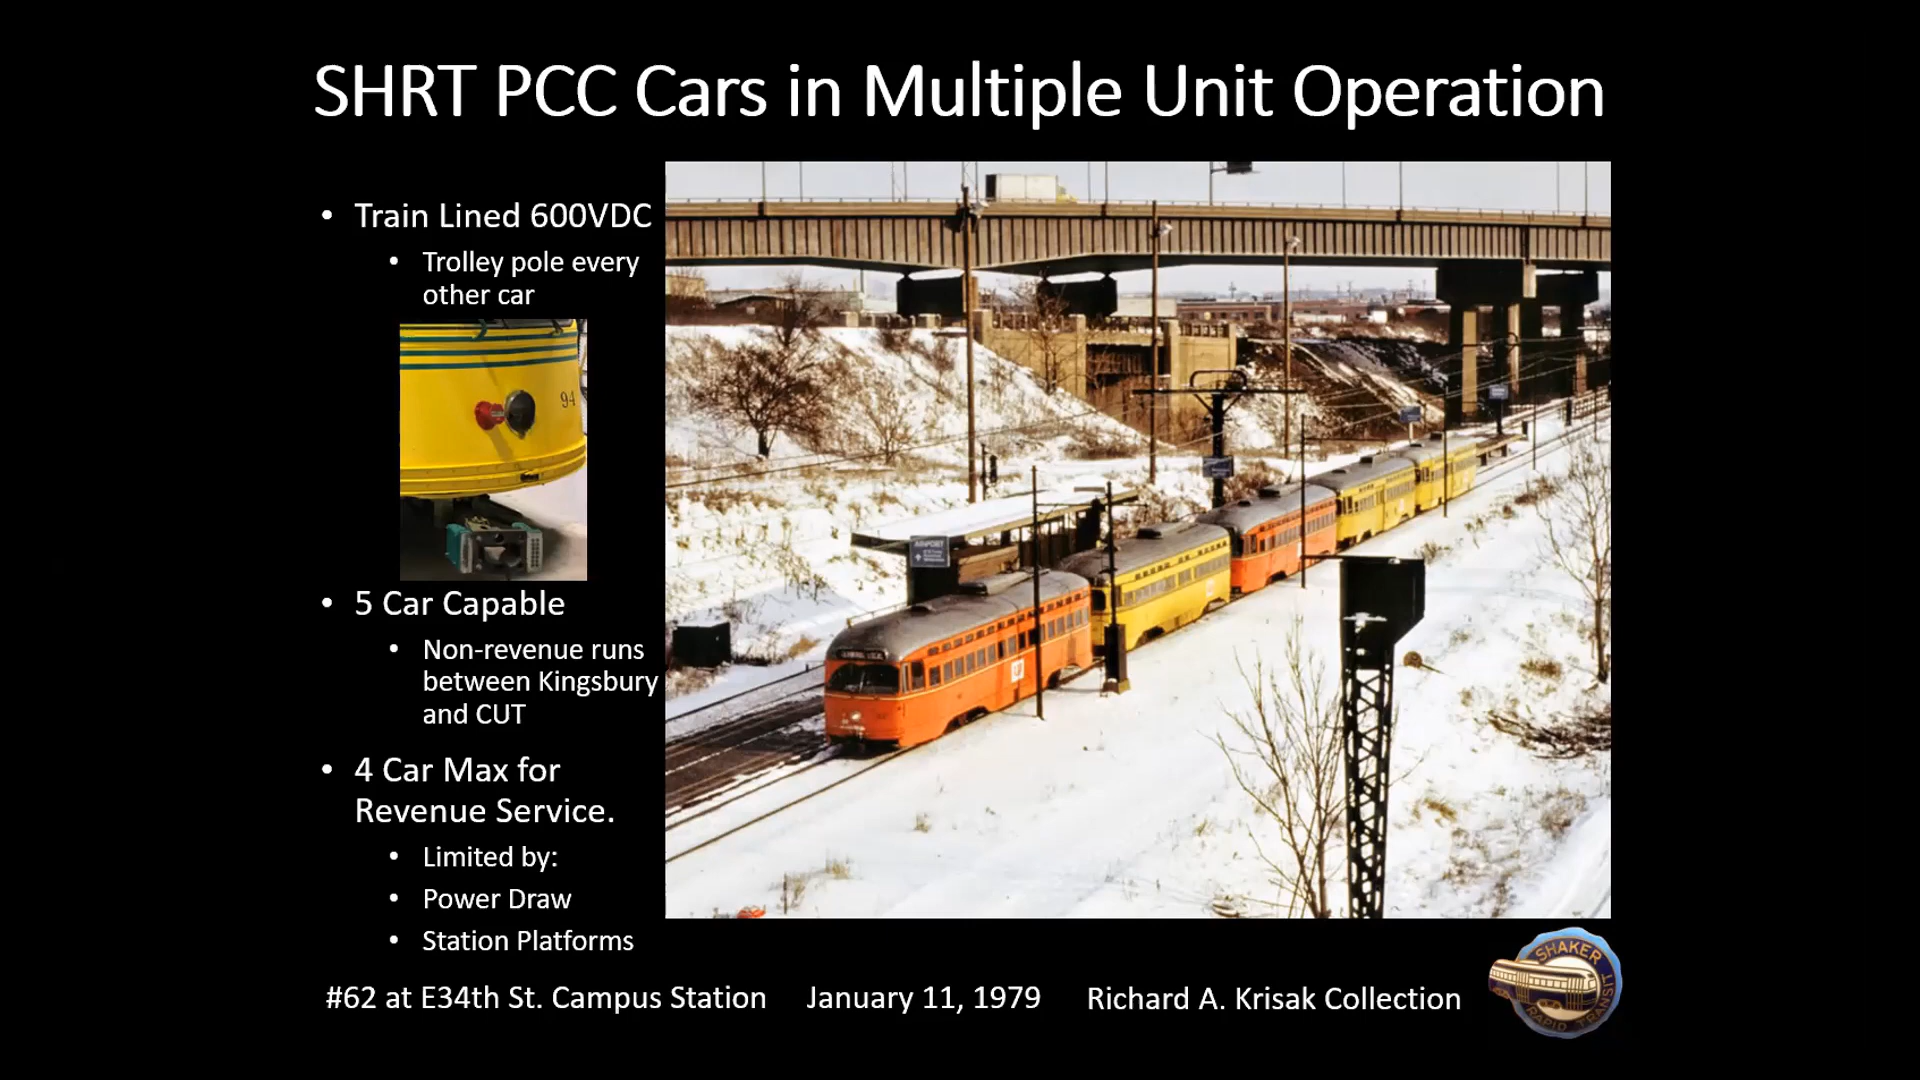 SHRT PCC Cars in Multiple Unit Operation
• Train Lined 600VDC
• Trolley pole every
other car
94
• 5 Car Capable
• Non-revenue runs
between Kingsbury
and CUT
• 4 Car Max for
Revenue Service.
• Limited by:
• Power Draw
• Station Platforms
AIRPORT
#62 at E34th St. Campus Station January 11, 1979 Richard A. Krisak Collection
SHAKER
RAPID TRANSIT